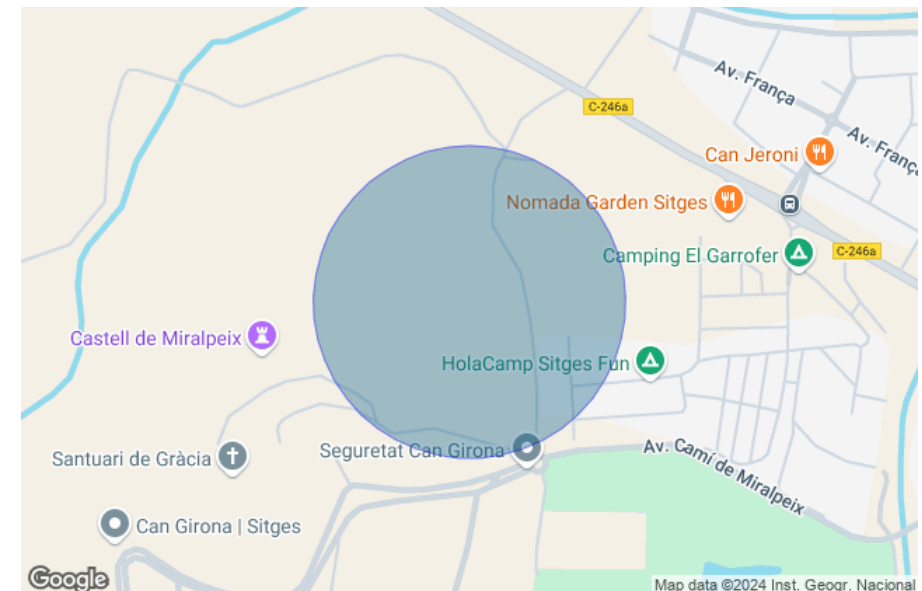 Av. França
C-246a
Can Jeroni
Av. França
Nomada Garden Sitges
Camping El Garrofer
C-246a
Castell de Miralpeix
HolaCamp Sitges Fun
Seguretat Can Girona
Av. Camí de Miralpeix
Santuari de Gràcia
Can Girona | Sitges
Google
Map data ©2024 Inst. Geogr. Nacional